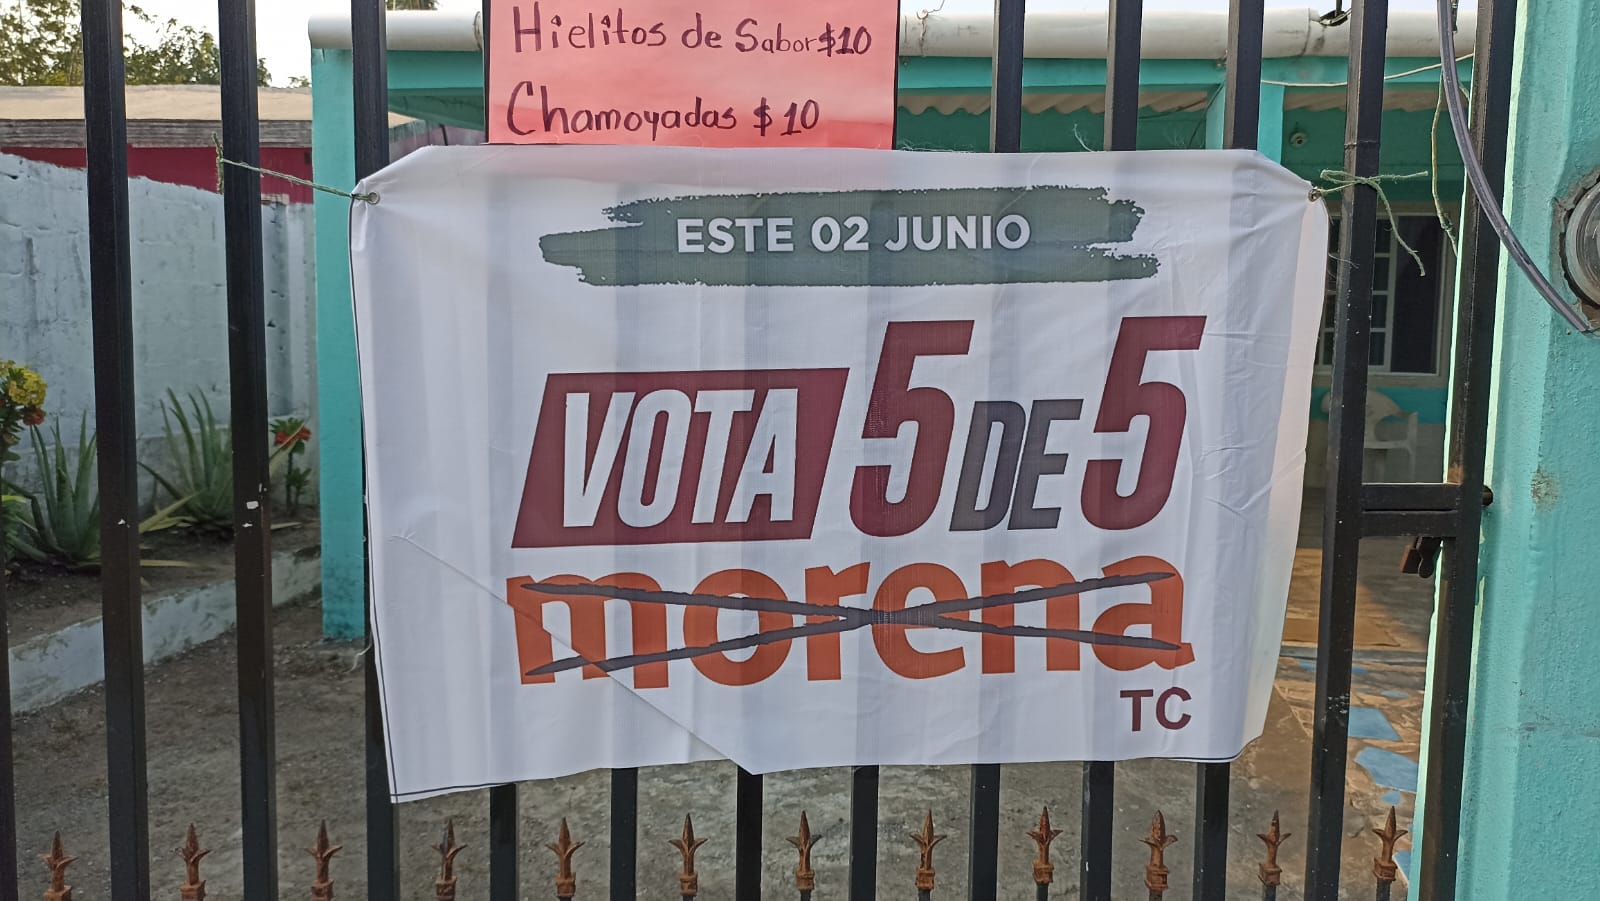 Hielitos de Sabor $10
Chamoyadas $10
ESTE 02 JUNIO
VOTA 5 DE 5
morena
TC